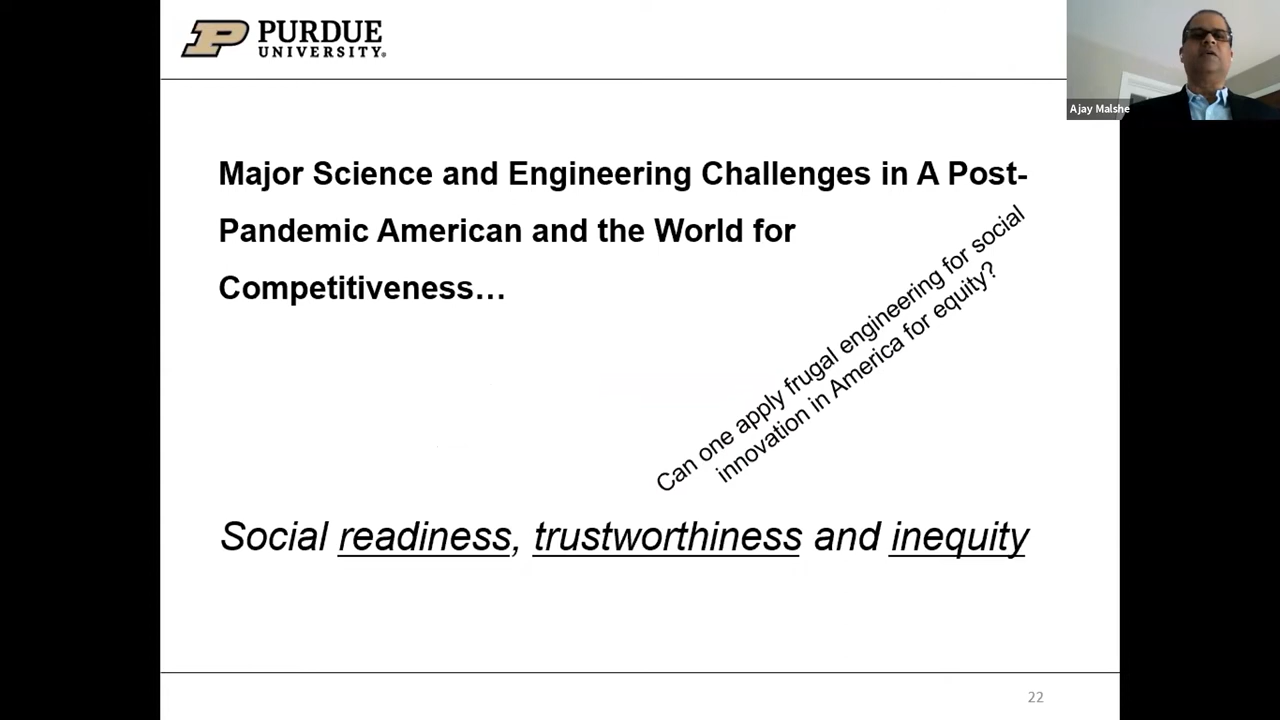 PURDUE
UNIVERSITY®
Ajay Malshe
Major Science and Engineering Challenges in A Post-
Pandemic American and the World for
Competitiveness…
Can one apply frugal engineering for social
innovation in America for equity?
Social readiness, trustworthiness and inequity
22